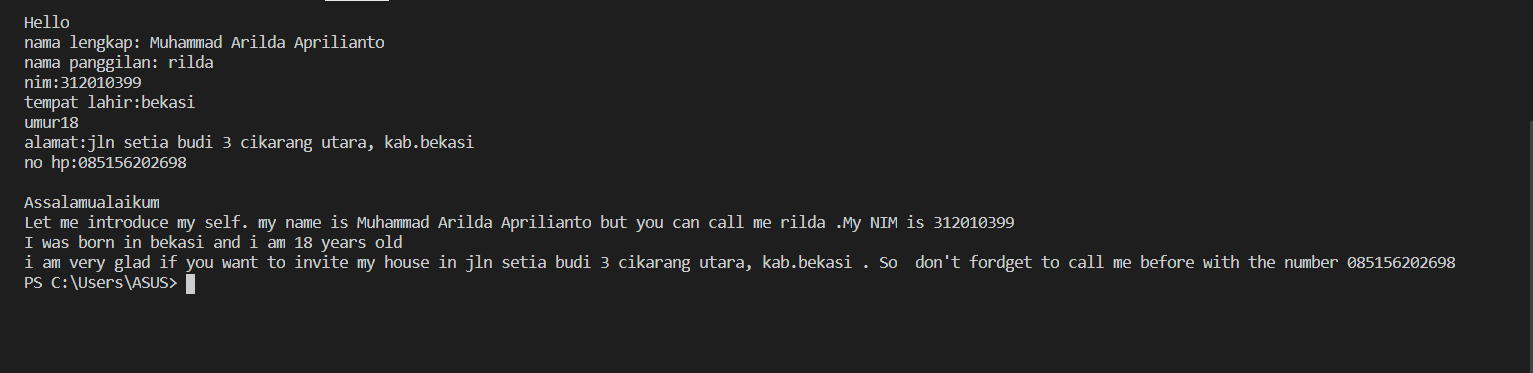 Hello
nama lengkap: Muhammad Arilda Aprilianto
nama panggilan: rilda
nim:312010399
tempat lahir:bekasi
umur18
alamat:jln setia budi 3 cikarang utara, kab.bekasi
no hp:085156202698
Assalamualaikum
Let me introduce my self. my name is Muhammad Arilda Aprilianto but you can call me rilda .My NIM is 312010399
I was born in bekasi and i am 18 years old
i am very glad if you want to invite my house in jln setia budi 3 cikarang utara, kab.bekasi . So  don't fordget to call me before with the number 085156202698
PS C:\Users\ASUS>